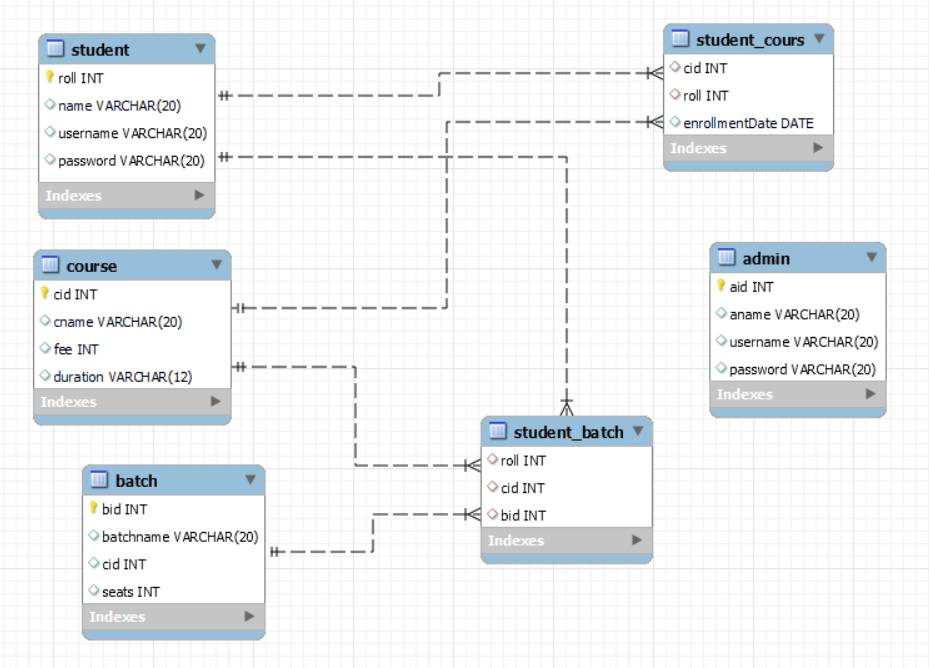 student
roll INT
name VARCHAR(20)
username VARCHAR(20)
password VARCHAR(20)
Indexes
student_cours
cid INT
roll INT
enrollmentDate DATE
Indexes
course
cid INT
cname VARCHAR(20)
fee INT
duration VARCHAR(12)
Indexes
admin
aid INT
aname VARCHAR(20)
username VARCHAR(20)
password VARCHAR(20)
Indexes
batch
bid INT
batchname VARCHAR(20)
cid INT
seats INT
Indexes
student_batch
roll INT
cid INT
bid INT
Indexes